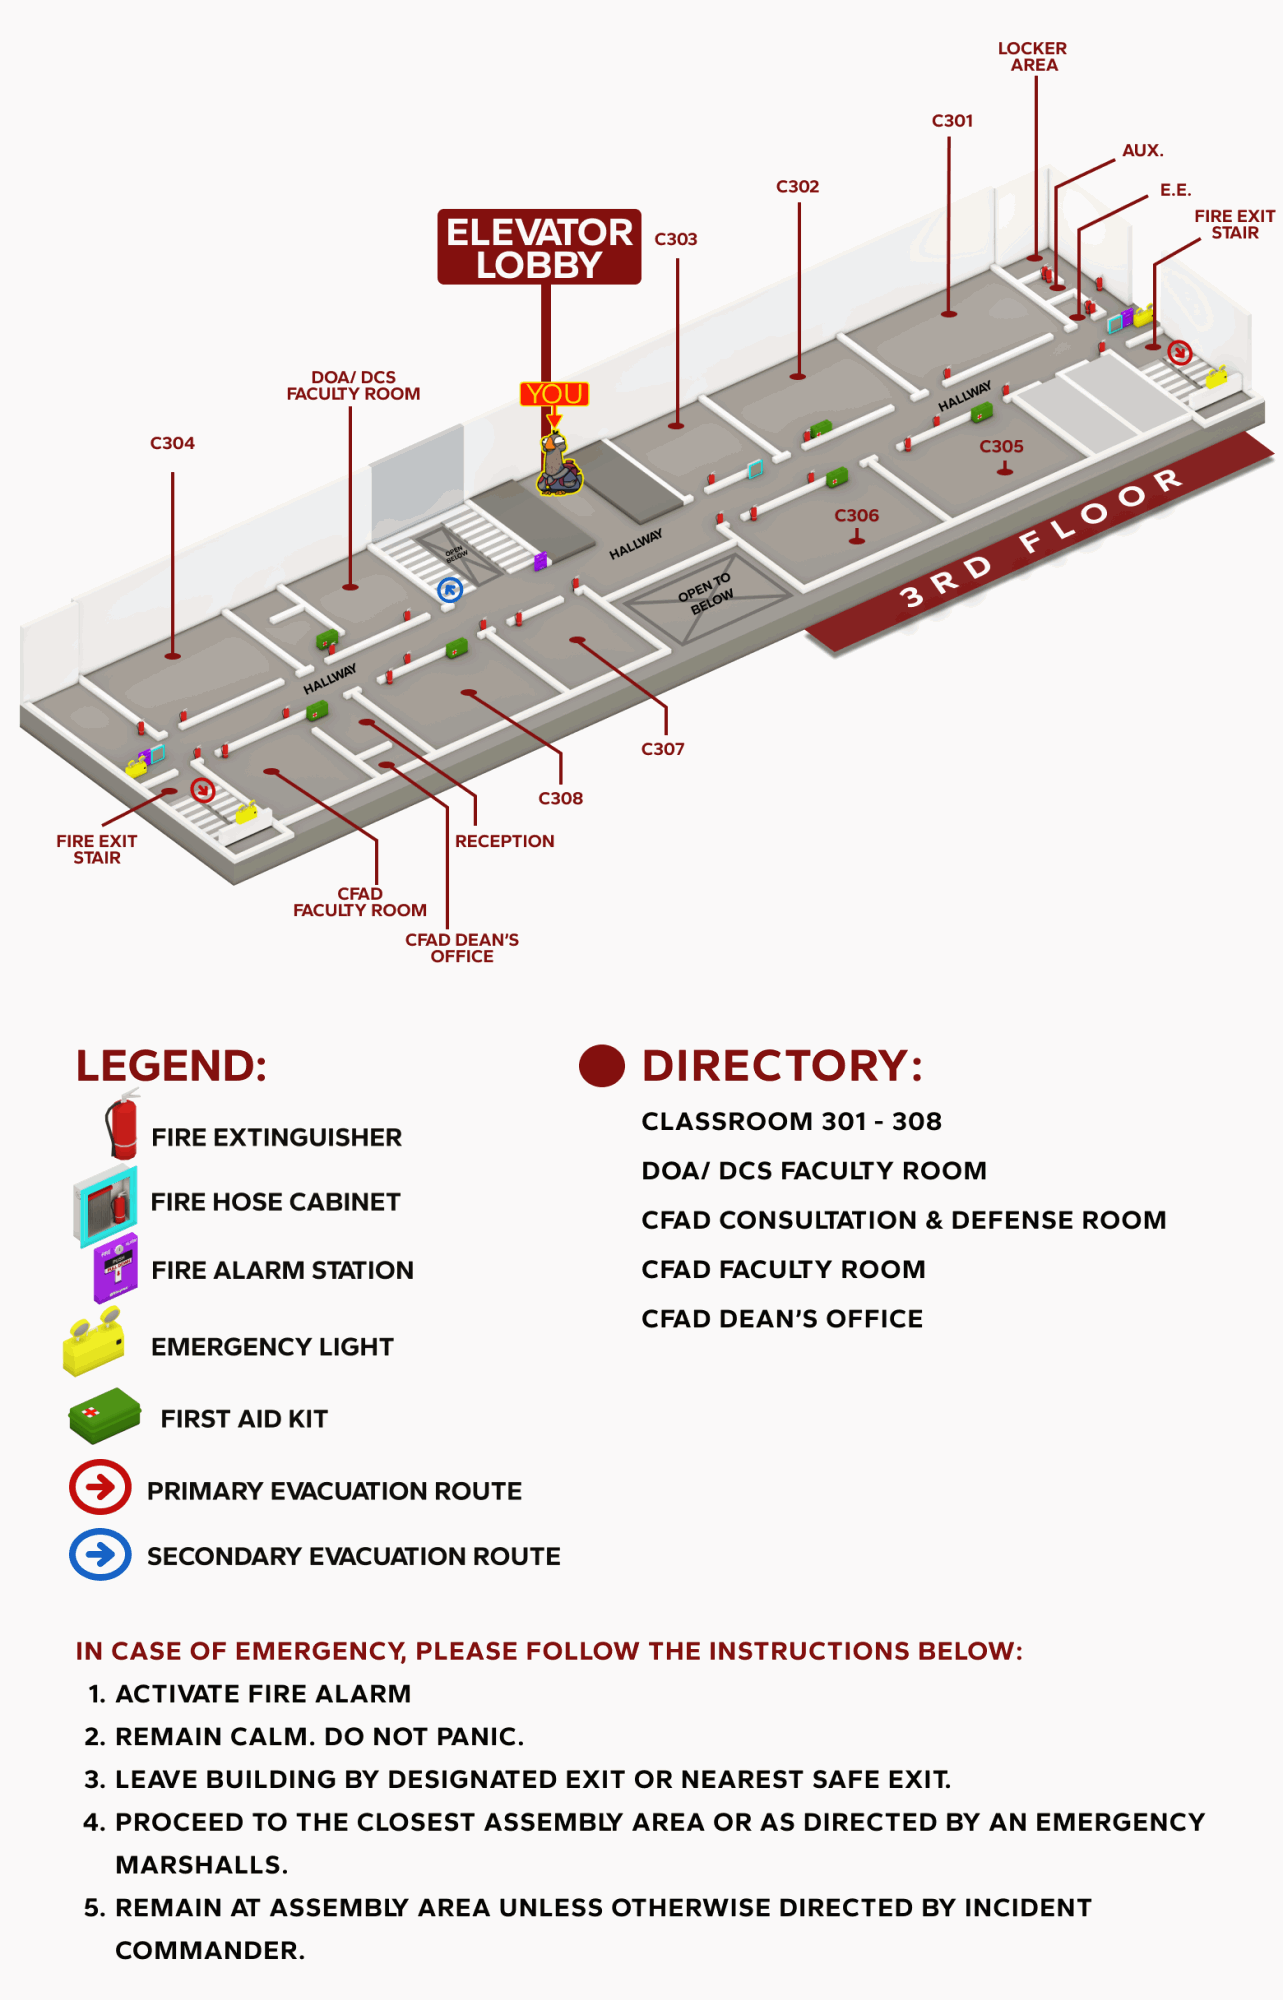 LOCKER
AREA
C301
AUX.
C302
E.E.
FIRE EXIT
STAIR
ELEVATOR
LOBBY
C303
DOA/ DCS
FACULTY ROOM
YOU
C304
HALLWAY
C305
C306
3RD FLOOR
OPEN
BELOW
HALLWAY
OPEN TO
BELOW
HALLWAY
C307
C308
FIRE EXIT
STAIR
RECEPTION
CFAD
FACULTY ROOM
CFAD DEAN'S
OFFICE
LEGEND:
FIRE EXTINGUISHER
FIRE HOSE CABINET
FIRE ALARM STATION
EMERGENCY LIGHT
FIRST AID KIT
PRIMARY EVACUATION ROUTE
SECONDARY EVACUATION ROUTE
DIRECTORY:
CLASSROOM 301 - 308
DOA/ DCS FACULTY ROOM
CFAD CONSULTATION & DEFENSE ROOM
CFAD FACULTY ROOM
CFAD DEAN'S OFFICE
IN CASE OF EMERGENCY, PLEASE FOLLOW THE INSTRUCTIONS BELOW:
1. ACTIVATE FIRE ALARM
2. REMAIN CALM. DO NOT PANIC.
3. LEAVE BUILDING BY DESIGNATED EXIT OR NEAREST SAFE EXIT.
4. PROCEED TO THE CLOSEST ASSEMBLY AREA OR AS DIRECTED BY AN EMERGENCY
MARSHALLS.
5. REMAIN AT ASSEMBLY AREA UNLESS OTHERWISE DIRECTED BY INCIDENT
COMMANDER.